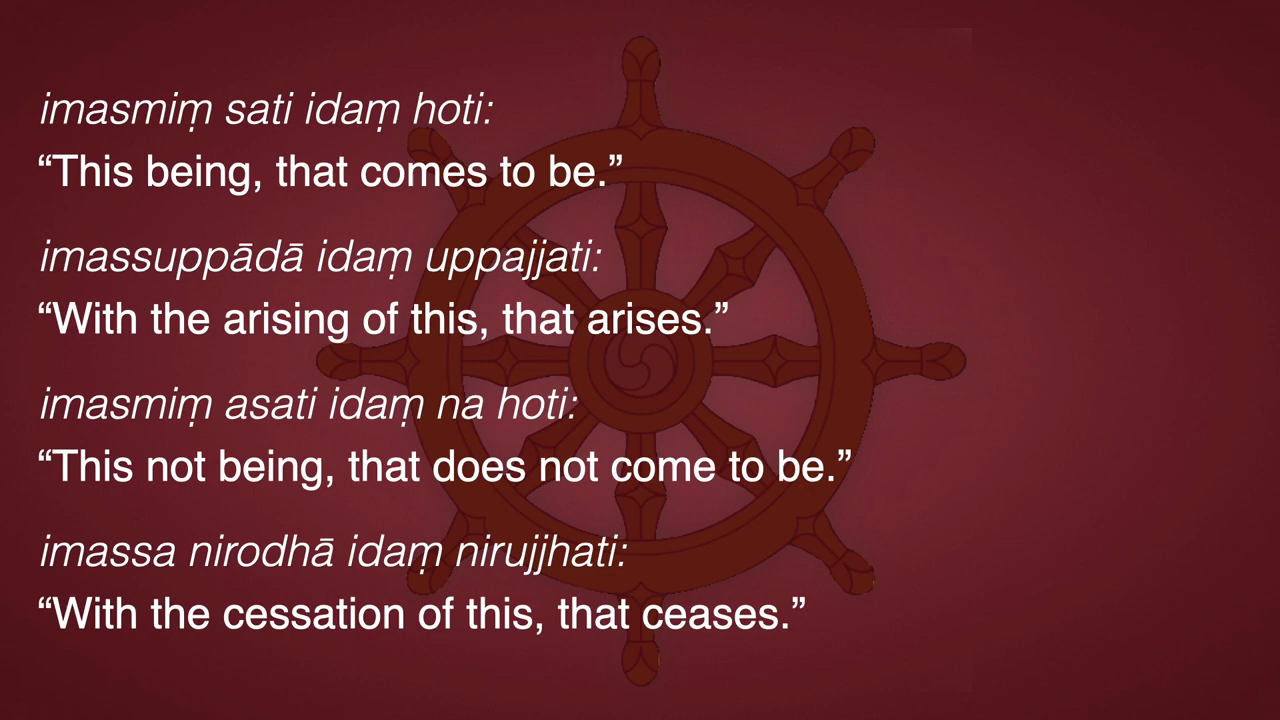 imasmiṃ sati idaṃ hoti:
“This being, that comes to be.”
imassuppādā idaṃ uppajjati:
“With the arising of this, that arises.”
imasmiṃ asati idaṃ na hoti:
“This not being, that does not come to be.”
imassa nirodhā idaṃ nirujjhati:
“With the cessation of this, that ceases.”